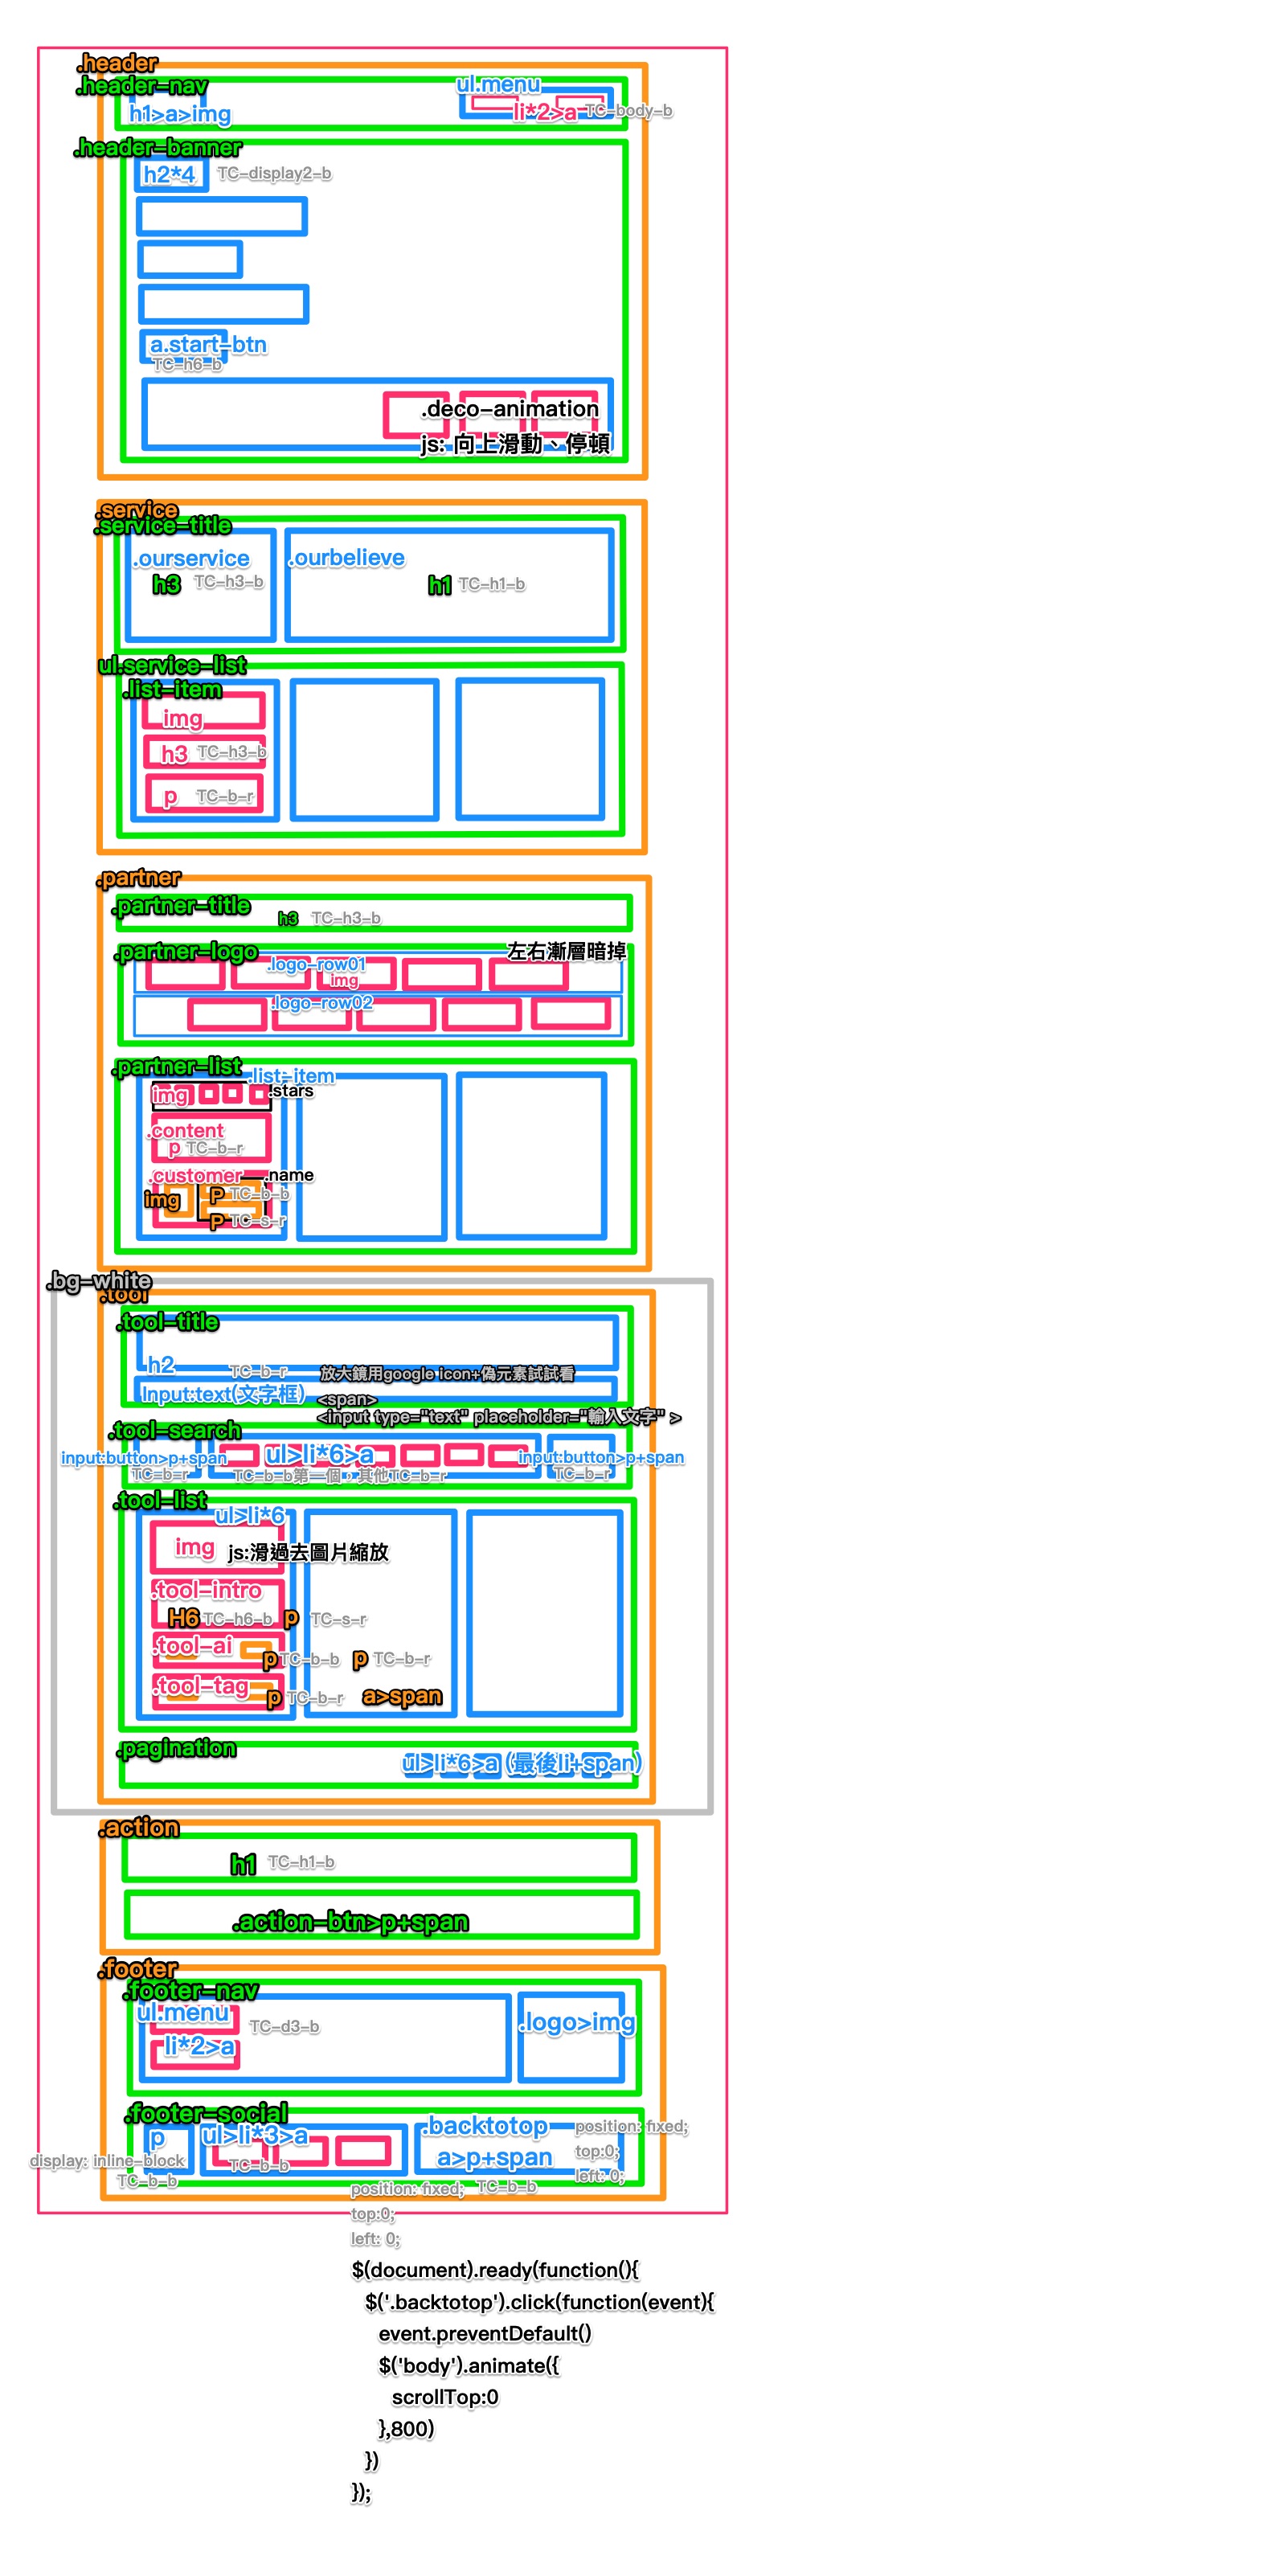 .header
.header-nav
ul.menu
h1>a>img
li*2>a TC-body-b
.header-banner
h2*4 TC-display2-b
a.start-btn
TC-h6-b
.deco-animation
js: 向上滑動、停頓
.service
.service-title
.ourservice
.ourbelieve
h3 TC-h3-b
h1 TC-h1-b
ul.service-list
.list-item
img
h3 TC-h3-b
p TC-b-r
.partner
.partner-title
h3 TC-h3-b
.partner-logo
左右漸層暗掉
.logo-row01
img
.logo-row02
.partner-list
.list-item
img .stars
.content
p TC-b-r
.customer .name
img P TC-b-b
P TC-s-r
.bg-white
.tool
.tool-title
h2 TC-b-r 放大鏡用google icon+偽元素試試看
Input:text(文字框) <span>
<input type="text" placeholder="輸入文字" >
.tool-search
input:button>p+span ul>li*6>a input:button>p+span
TC-b-r TC-b-b第一個，其他TC-b-r TC-b-r
.tool-list
ul>li*6
img js:滑過去圖片縮放
.tool-intro
H6 TC-h6-b p TC-s-r
.tool-ai
p TC-b-b p TC-b-r
.tool-tag
p TC-b-r a>span
.pagination
ul>li*6>a (最後li+span)
.action
h1 TC-h1-b
.action-btn>p+span
.footer
.footer-nav
ul.menu
TC-d3-b .logo>img
li*2>a
.footer-social
p ul>li*3>a .backtotop position: fixed;
top:0;
left: 0;
display: inline-block TC-b-b a>p+span
TC-b-b
position: fixed; TC-b-b
top:0;
left: 0;
$(document).ready(function(){
$('.backtotop').click(function(event){
event.preventDefault()
$('body').animate({
scrollTop:0
},800)
})
});